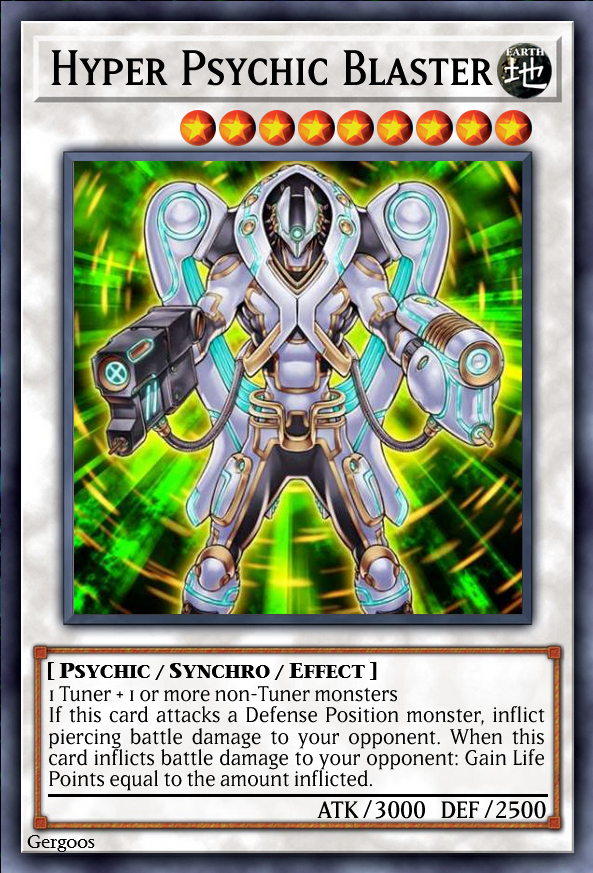 Hyper Psychic Blaster
EARTH
地
[ Psychic / Synchro / Effect ]
1 Tuner + 1 or more non-Tuner monsters
If this card attacks a Defense Position monster, inflict
piercing battle damage to your opponent. When this
card inflicts battle damage to your opponent: Gain Life
Points equal to the amount inflicted.
ATK / 3000 DEF / 2500
Gergoos